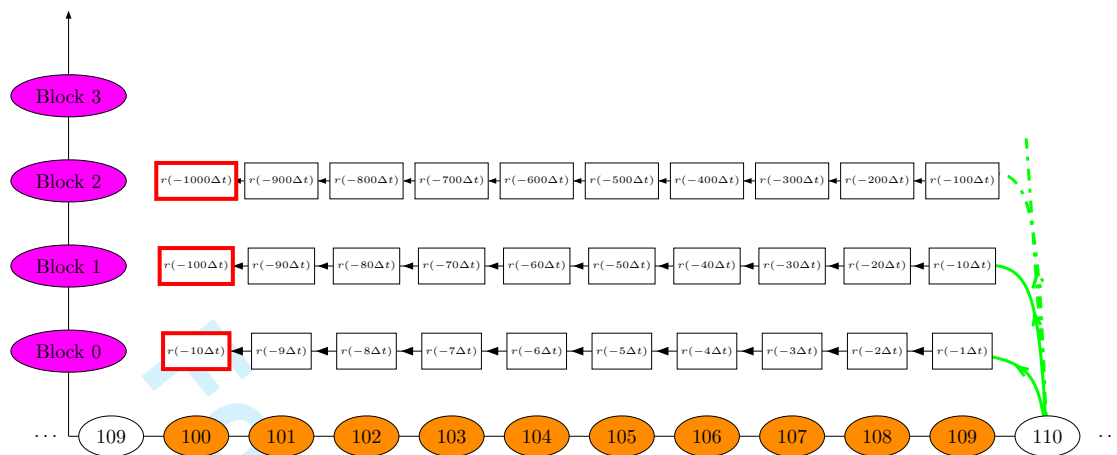 Block 3
Block 2 r(−1000Δt) r(−900Δt) r(−800Δt) r(−700Δt) r(−600Δt) r(−500Δt) r(−400Δt) r(−300Δt) r(−200Δt) r(−100Δt)
Block 1 r(−100Δt) r(−90Δt) r(−80Δt) r(−70Δt) r(−60Δt) r(−50Δt) r(−40Δt) r(−30Δt) r(−20Δt) r(−10Δt)
Block 0 r(−10Δt) r(−9Δt) r(−8Δt) r(−7Δt) r(−6Δt) r(−5Δt) r(−4Δt) r(−3Δt) r(−2Δt) r(−1Δt)
... 109 100 101 102 103 104 105 106 107 108 109 110 ..